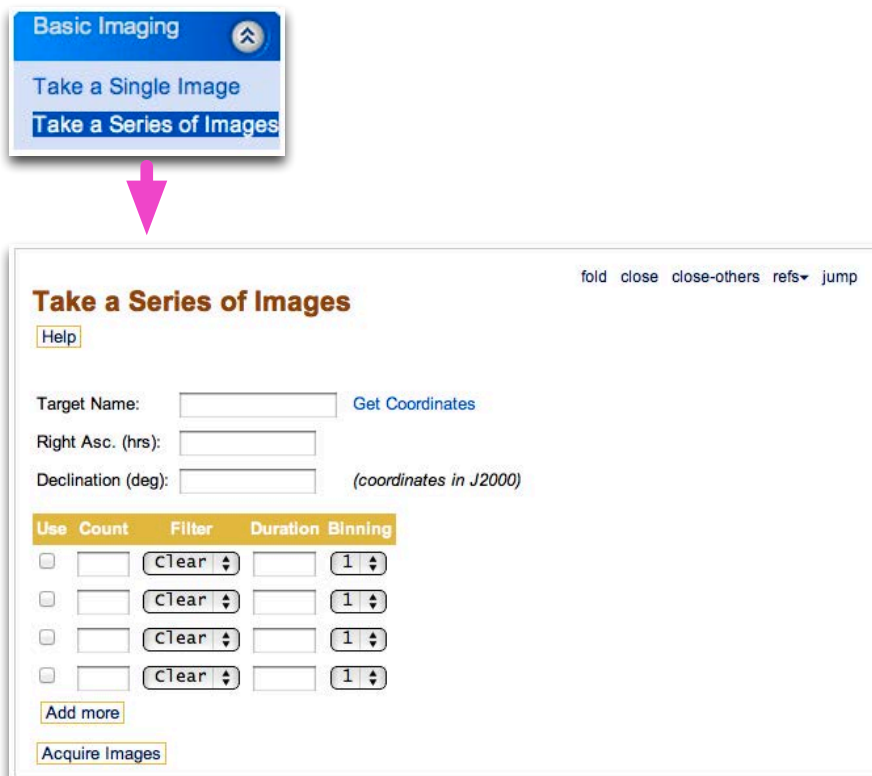 Basic Imaging
Take a Single Image
Take a Series of Images
fold close close-others refs jump
Take a Series of Images
Help
Target Name: Get Coordinates
Right Asc. (hrs):
Declination (deg): (coordinates in J2000)
Use Count Filter Duration Binning
Clear 1
Clear 1
Clear 1
Clear 1
Add more
Acquire Images